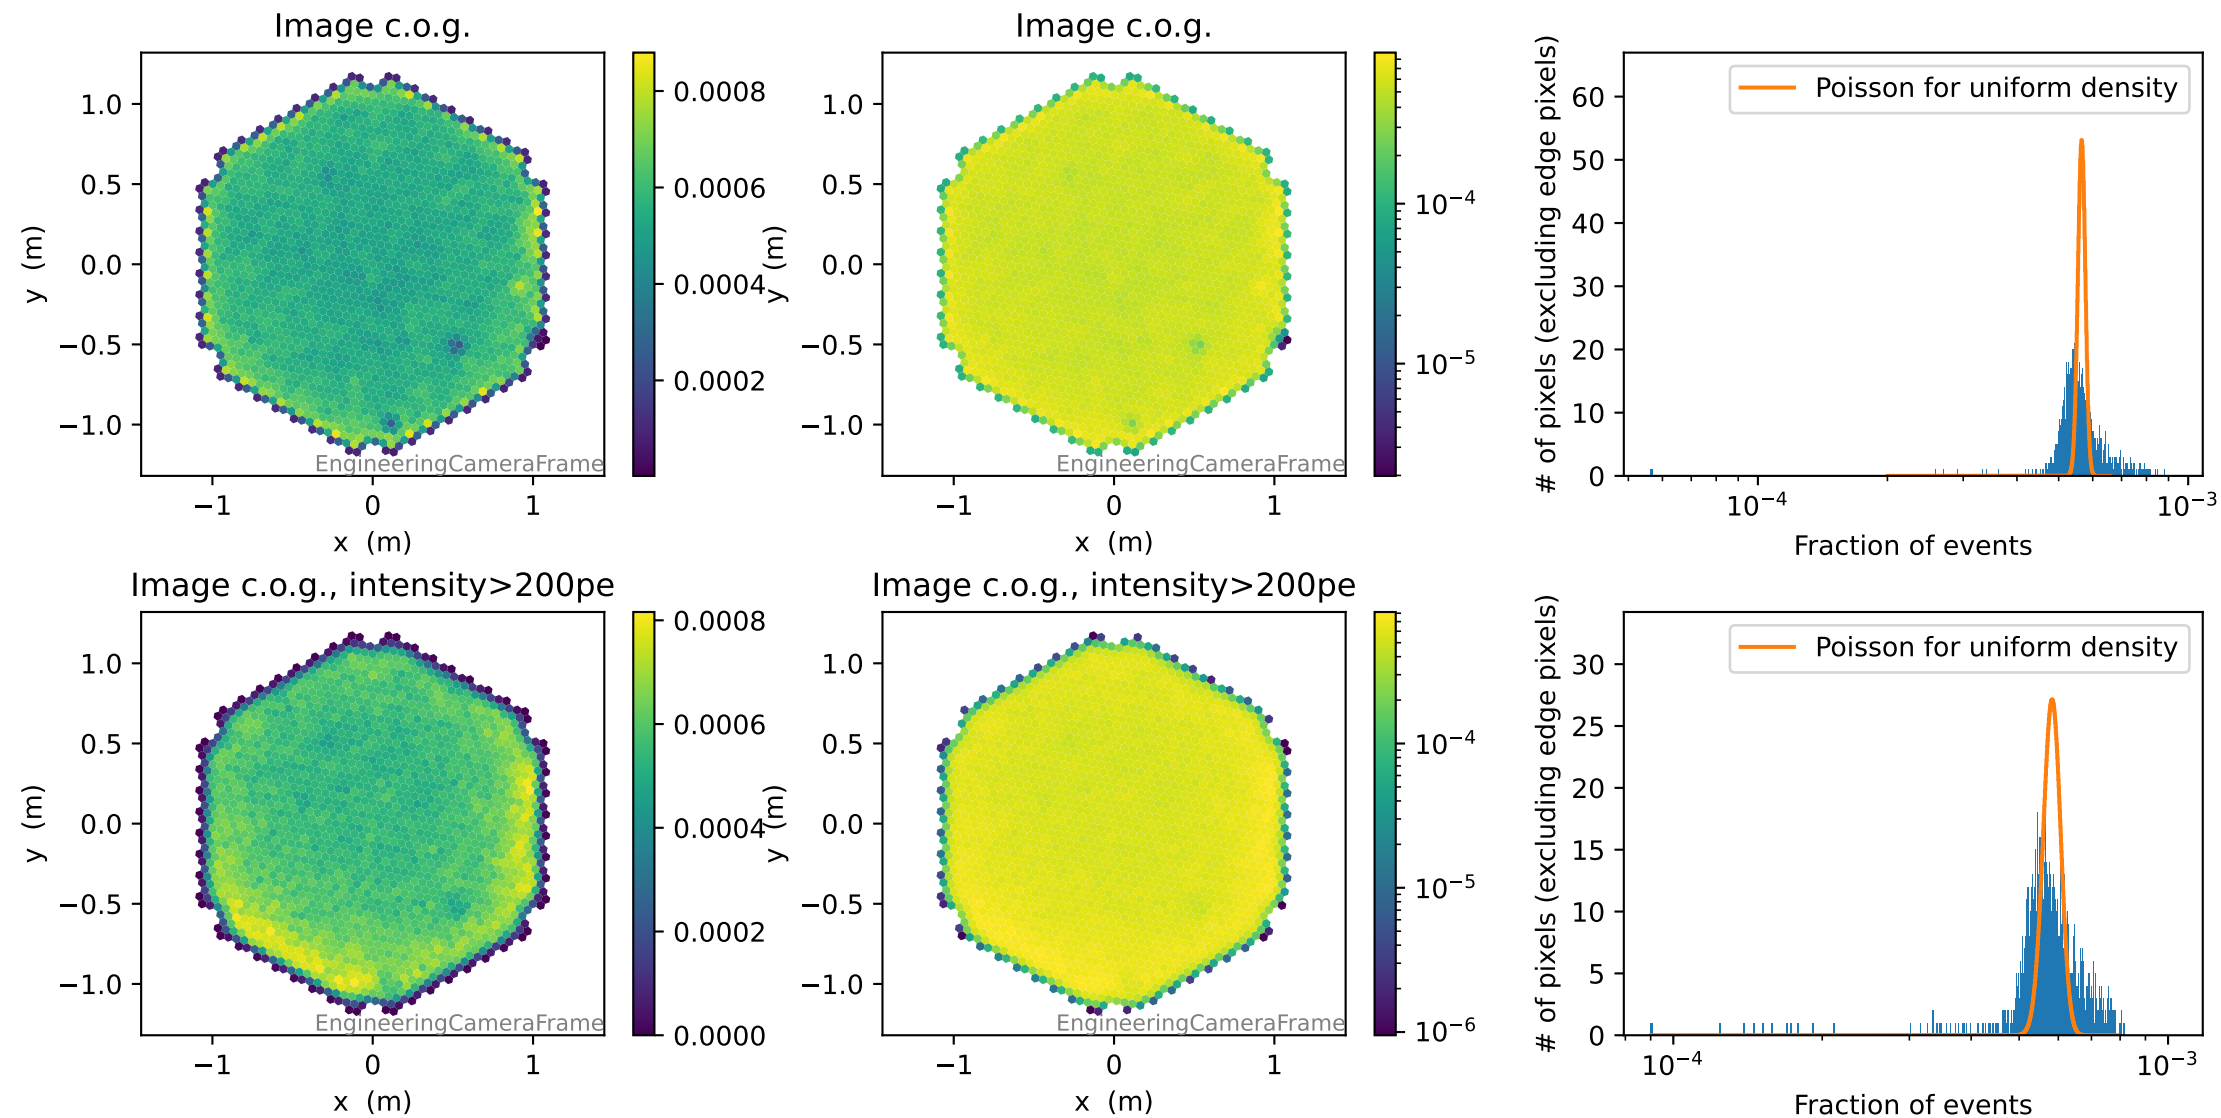 Image c.o.g.
1.0
0.5
0.0
−0.5
−1.0
y (m)
−1
0
1
x (m)
EngineeringCameraFrame
0.0008
0.0006
0.0004
0.0002
Image c.o.g.
1.0
0.5
0.0
−0.5
−1.0
y (m)
−1
0
1
x (m)
EngineeringCameraFrame
10⁻⁴
10⁻⁵
# of pixels (excluding edge pixels)
60
50
40
30
20
10
0
Poisson for uniform density
10⁻⁴
10⁻³
Fraction of events
Image c.o.g., intensity>200pe
1.0
0.5
0.0
−0.5
−1.0
y (m)
−1
0
1
x (m)
EngineeringCameraFrame
0.0008
0.0006
0.0004
0.0002
0.0000
Image c.o.g., intensity>200pe
1.0
0.5
0.0
−0.5
−1.0
y (m)
−1
0
1
x (m)
EngineeringCameraFrame
10⁻⁴
10⁻⁵
10⁻⁶
# of pixels (excluding edge pixels)
30
25
20
15
10
5
0
Poisson for uniform density
10⁻⁴
10⁻³
Fraction of events